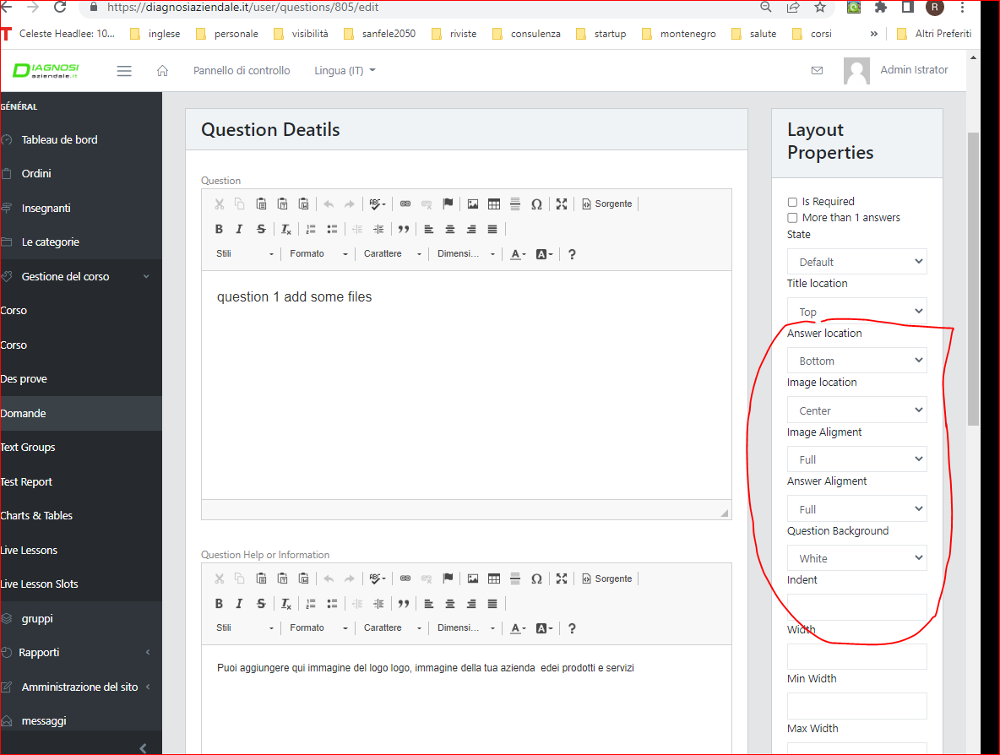 https://diagnosiaziendale.it/user/questions/805/edit
R
T Celeste Headlee: 10... inglese personale visibilità sanfele2050 riviste consulenza startup montenegro salute corsi » Altri Preferiti
DIAGNOSI
aziendale.it
Pannello di controllo Lingua (IT) Admin Istrator
GÉNÉRAL
Tableau de bord
Ordini
Insegnanti
Le categorie
Gestione del corso
Corso
Corso
Des prove
Domande
Text Groups
Test Report
Charts & Tables
Live Lessons
Live Lesson Slots
gruppi
Rapporti
Amministrazione del sito
messaggi
Question Deatils
Question
ABC Ω Sorgente
B I S Tx
Stili Formato Carattere Dimensi... A A ?
question 1 add some files
Question Help or Information
ABC Ω Sorgente
B I S Tx
Stili Formato Carattere Dimensi... A A ?
Puoi aggiungere qui immagine del logo logo, immagine della tua azienda edei prodotti e servizi
Layout
Properties
Is Required
More than 1 answers
State
Default
Title location
Top
Answer location
Bottom
Image location
Center
Image Aligment
Full
Answer Aligment
Full
Question Background
White
Indent
Width
Min Width
Max Width